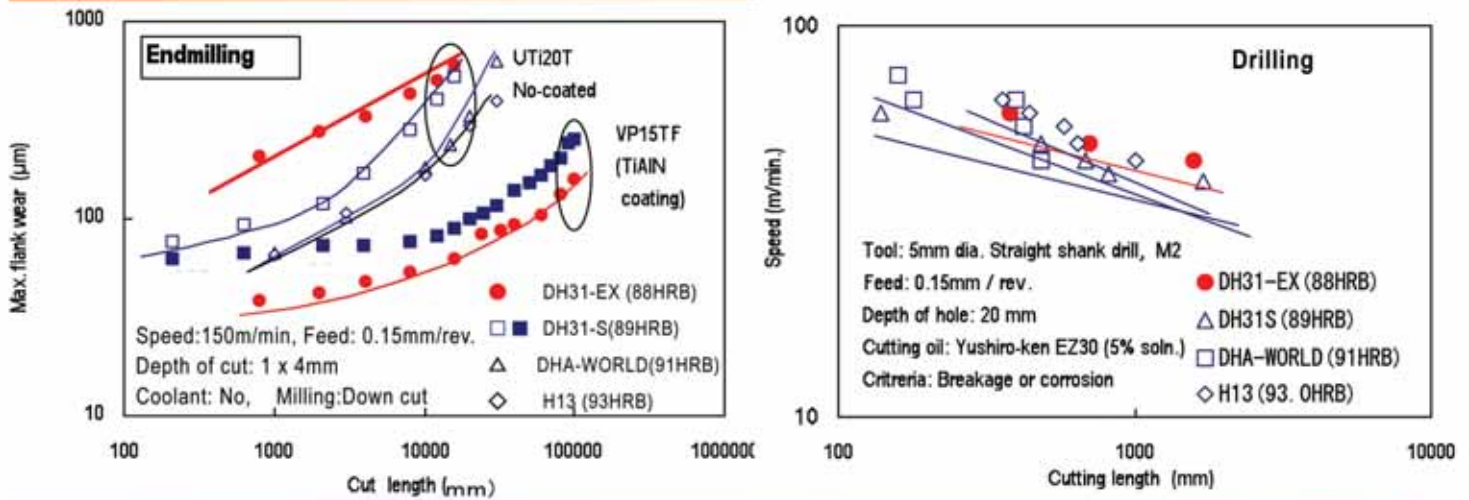 Endmilling
1000
100
10
Max. flank wear (µm)
UTi20T
No-coated
VP15TF
(TiAlN
coating)
DH31-EX (88HRB)
DH31-S(89HRB)
DHA-WORLD(91HRB)
H13 (93HRB)
Speed:150m/min, Feed: 0.15mm/rev.
Depth of cut: 1 x 4mm
Coolant: No, Milling:Down cut
100 1000 10000 100000 1000000
Cut length(mm)
Drilling
100
10
Speed (m/min.)
Tool: 5mm dia. Straight shank drill, M2
Feed: 0.15mm / rev.
Depth of hole: 20 mm
Cutting oil: Yushiro-ken EZ30 (5% soln.)
Critreria: Breakage or corrosion
DH31-EX (88HRB)
DH31S (89HRB)
DHA-WORLD (91HRB)
H13 (93. 0HRB)
100 1000 10000
Cutting length (mm)